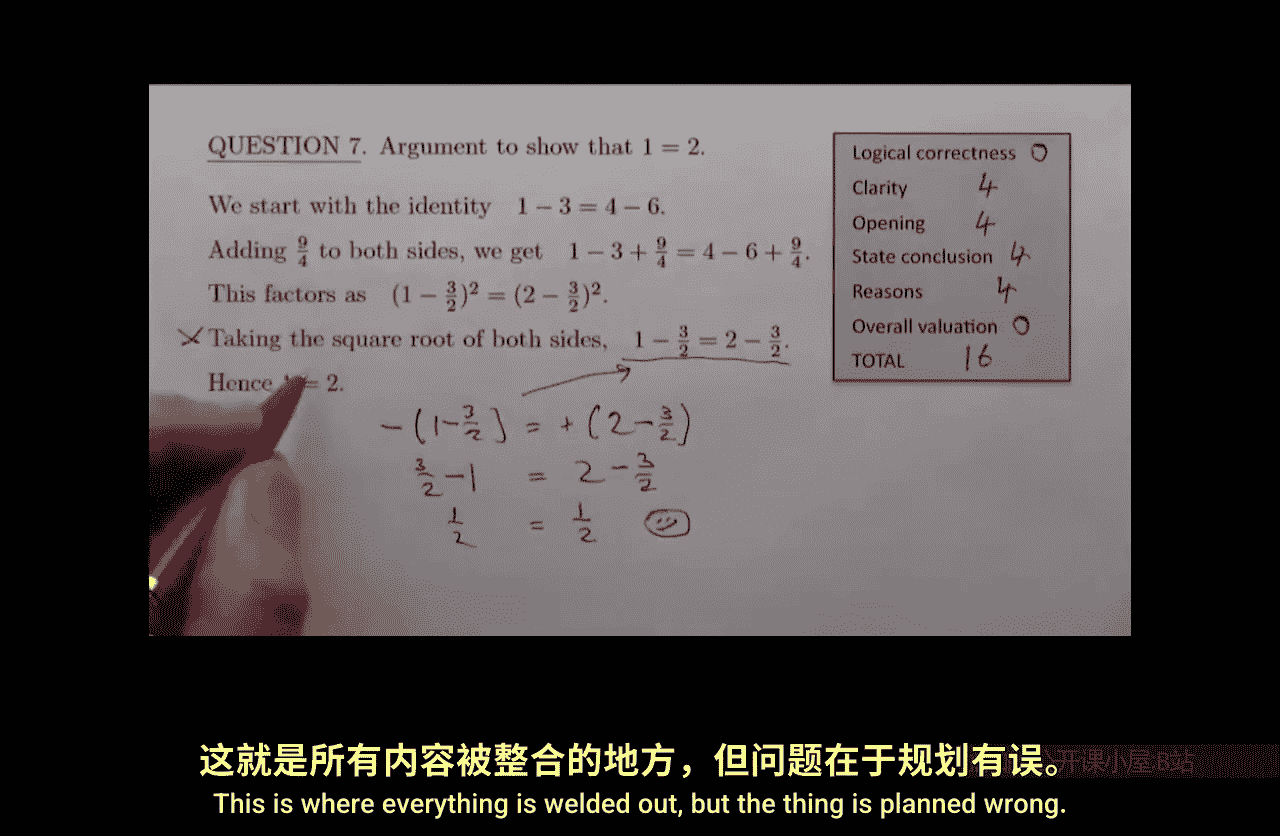 QUESTION 7. Argument to show that 1 = 2.
We start with the identity 1 − 3 = 4 − 6.
Adding 9/4 to both sides, we get 1 − 3 + 9/4 = 4 − 6 + 9/4.
This factors as (1 − 3/2)² = (2 − 3/2)².
Taking the square root of both sides, 1 − 3/2 = 2 − 3/2.
Hence = 2.
−(1−3/2) = +(2−3/2)
3/2−1 = 2−3/2
1/2 = 1/2
Logical correctness 0
Clarity 4
Opening 4
State conclusion 4
Reasons 4
Overall valuation 0
TOTAL 16
这就是所有内容被整合的地方，但问题在于规划有误。
开课小屋B站
This is where everything is welded out, but the thing is planned wrong.